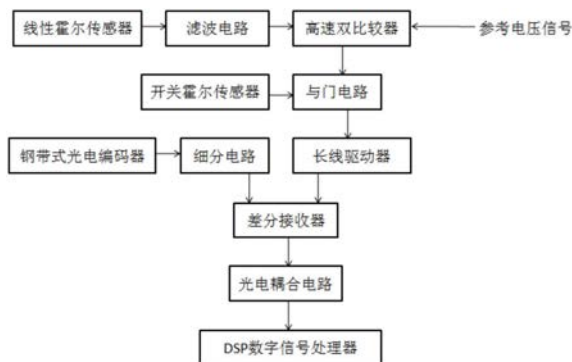 线性霍尔传感器
滤波电路
高速双比较器
参考电压信号
开关霍尔传感器
与门电路
钢带式光电编码器
细分电路
长线驱动器
差分接收器
光电耦合电路
DSP数字信号处理器